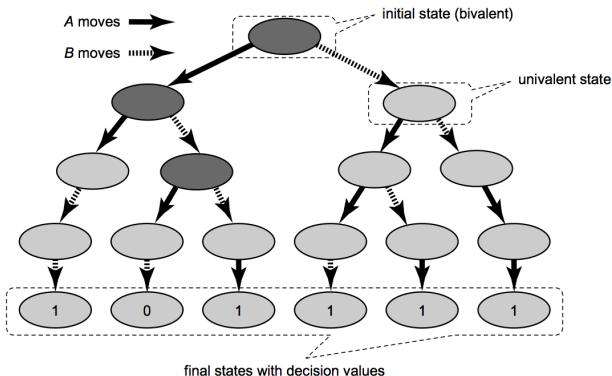 A moves
B moves
initial state (bivalent)
univalent state
1 0 1 1 1 1
final states with decision values